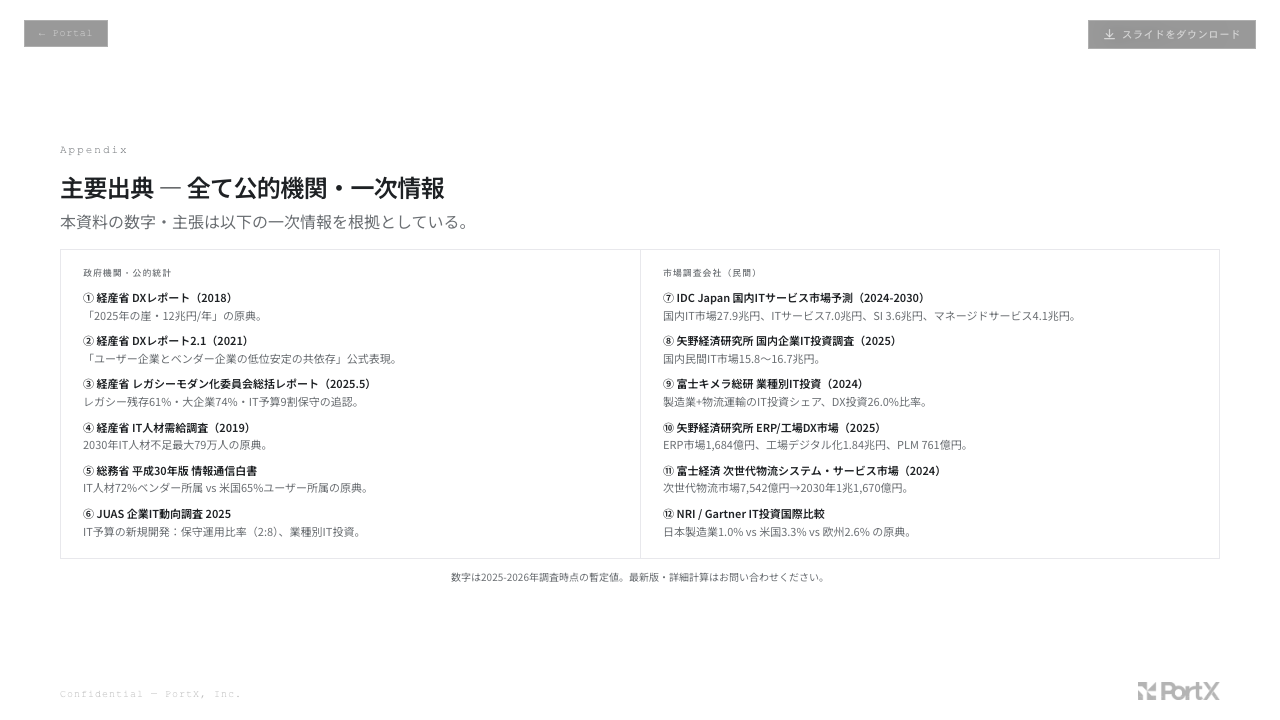 ← Portal
スライドをダウンロード
Appendix
主要出典 — 全て公的機関・一次情報
本資料の数字・主張は以下の一次情報を根拠としている。
政府機関・公的統計
① 経産省 DXレポート（2018）
「2025年の崖・12兆円/年」の原典。
② 経産省 DXレポート2.1（2021）
「ユーザー企業とベンダー企業の低位安定の共依存」公式表現。
③ 経産省 レガシーモダン化委員会総括レポート（2025.5）
レガシー残存61%・大企業74%・IT予算9割保守の追認。
④ 経産省 IT人材需給調査（2019）
2030年IT人材不足最大79万人の原典。
⑤ 総務省 平成30年版 情報通信白書
IT人材72%ベンダー所属 vs 米国65%ユーザー所属の原典。
⑥ JUAS 企業IT動向調査 2025
IT予算の新規開発：保守運用比率（2:8）、業種別IT投資。
市場調査会社（民間）
⑦ IDC Japan 国内ITサービス市場予測（2024-2030）
国内IT市場27.9兆円、ITサービス7.0兆円、SI 3.6兆円、マネージドサービス4.1兆円。
⑧ 矢野経済研究所 国内企業IT投資調査（2025）
国内民間IT市場15.8〜16.7兆円。
⑨ 富士キメラ総研 業種別IT投資（2024）
製造業+物流運輸のIT投資シェア、DX投資26.0%比率。
⑩ 矢野経済研究所 ERP/工場DX市場（2025）
ERP市場1,684億円、工場デジタル化1.84兆円、PLM 761億円。
⑪ 富士経済 次世代物流システム・サービス市場（2024）
次世代物流市場7,542億円→2030年1兆1,670億円。
⑫ NRI / Gartner IT投資国際比較
日本製造業1.0% vs 米国3.3% vs 欧州2.6% の原典。
数字は2025-2026年調査時点の暫定値。最新版・詳細計算はお問い合わせください。
Confidential — PortX, Inc.
PortX